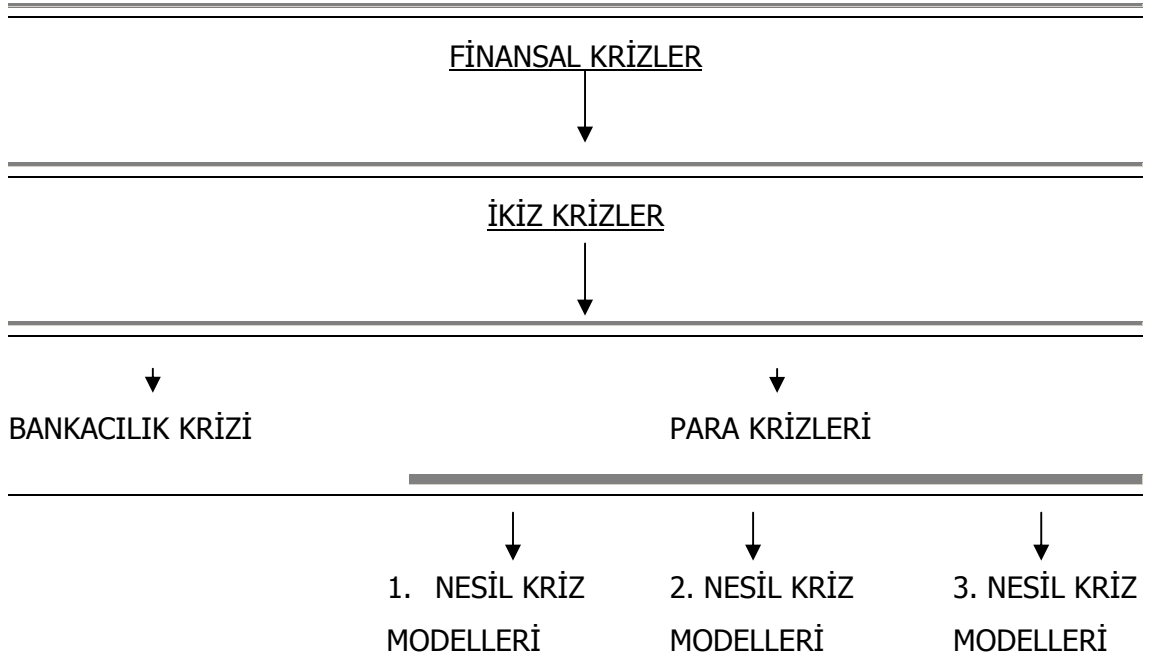 FİNANSAL KRİZLER
İKİZ KRİZLER
BANKACILIK KRİZİ
PARA KRİZLERİ
1. NESİL KRİZ
MODELLERİ
2. NESİL KRİZ
MODELLERİ
3. NESİL KRİZ
MODELLERİ